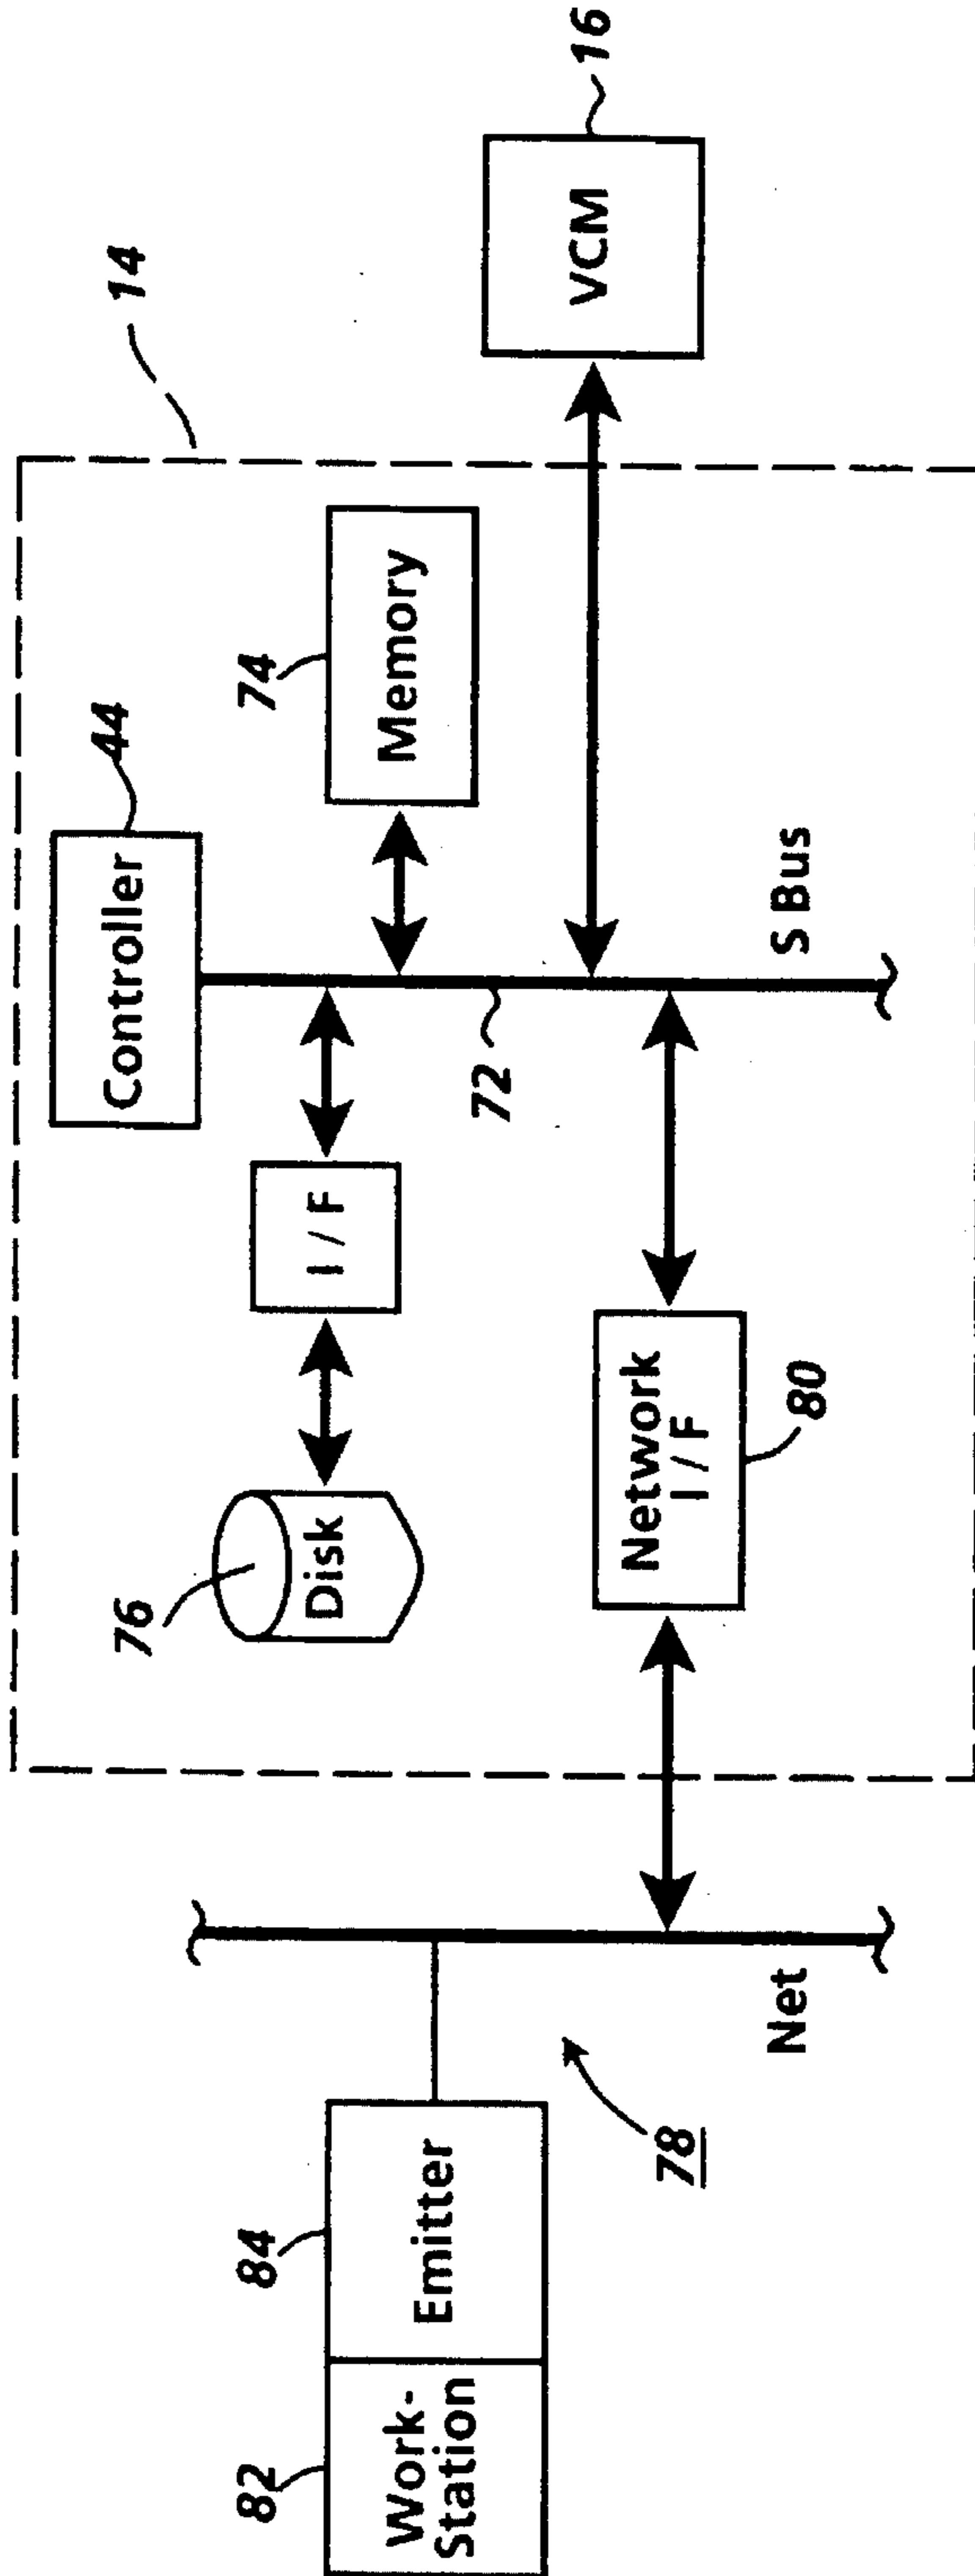 14
44
Controller
74
Memory
I / F
76
Disk
72
S Bus
VCM
16
Network
I / F
80
84
82
Work-
Station
Emitter
78
Net